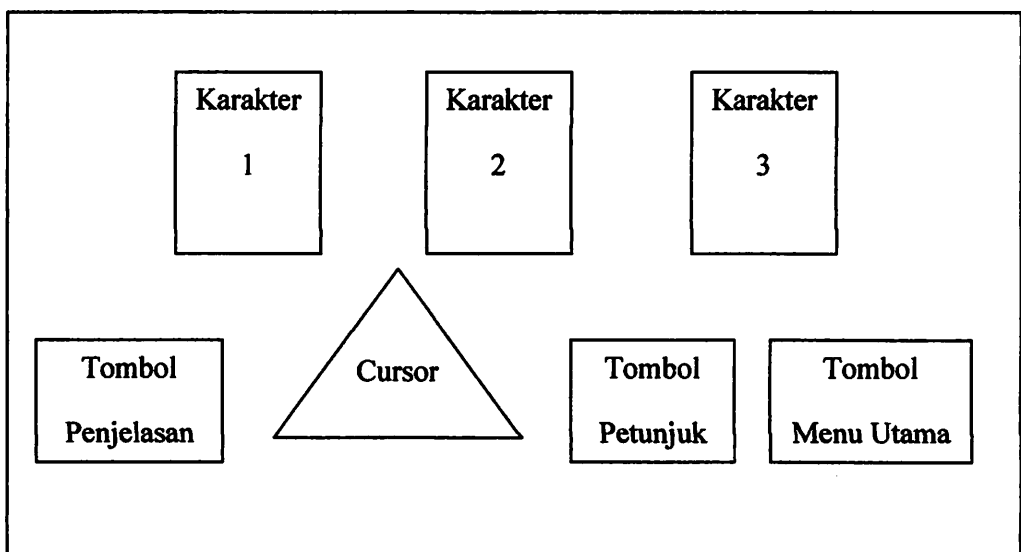 Karakter
1
Karakter
2
Karakter
3
Tombol
Penjelasan
Cursor
Tombol
Petunjuk
Tombol
Menu Utama